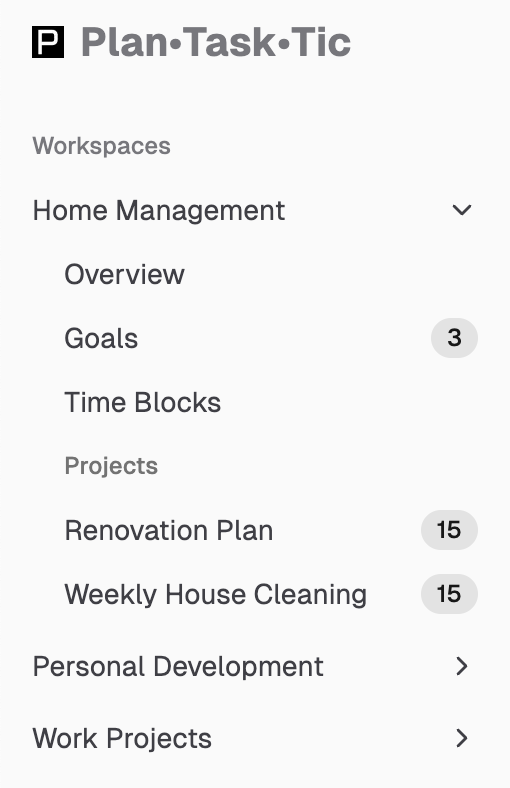 P Plan•Task•Tic
Workspaces
Home Management
Overview
Goals 3
Time Blocks
Projects
Renovation Plan 15
Weekly House Cleaning 15
Personal Development
Work Projects